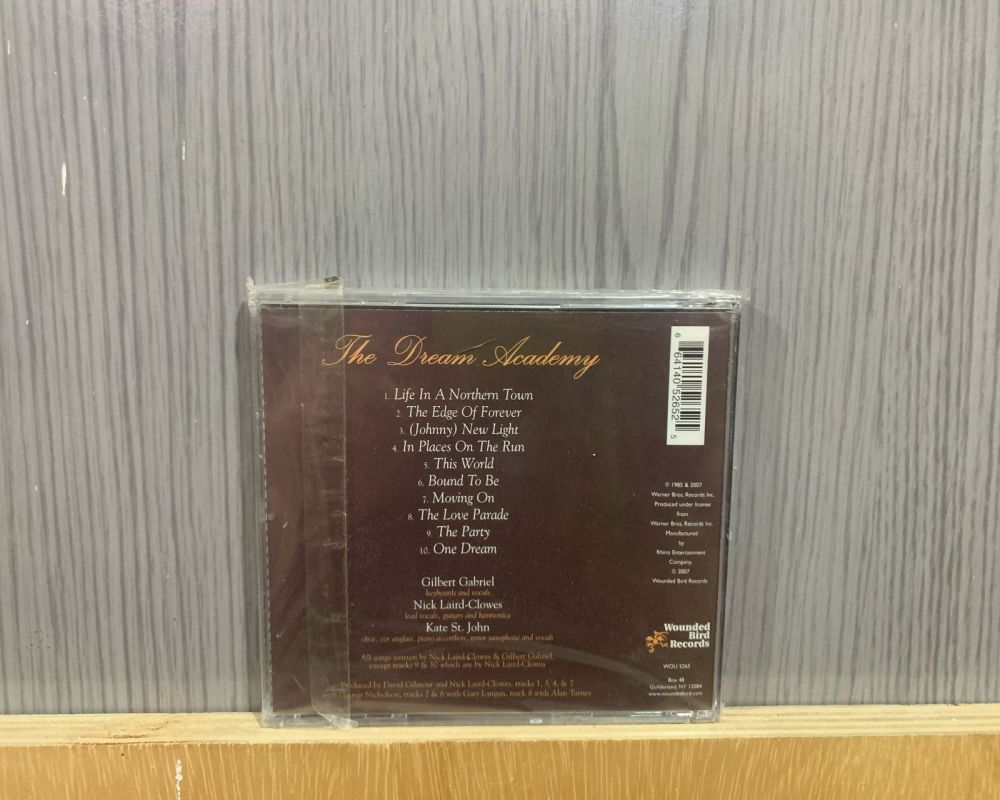 The Dream Academy
1. Life In A Northern Town
2. The Edge Of Forever
3. (Johnny) New Light
4. In Places On The Run
5. This World
6. Bound To Be
7. Moving On
8. The Love Parade
9. The Party
10. One Dream
Gilbert Gabriel
keyboards and vocals
Nick Laird-Clowes
lead vocals, guitars and harmonica
Kate St. John
oboe, cor anglais, piano accordion, tenor saxophone and vocals
All songs written by Nick Laird-Clowes & Gilbert Gabriel,
except tracks 9 & 10 which are by Nick Laird-Clowes
Produced by David Gilmour and Nick Laird-Clowes, tracks 1, 3, 4, & 7
George Nicholson, tracks 2 & 6 with Gary Langan, track 8 with Alan Tarney
6 64140 52652 5
℗ 1985 & 2007
Warner Bros. Records Inc.
Produced under license
from
Warner Bros. Records Inc.
Manufactured
by
Rhino Entertainment
Company.
© 2007
Wounded Bird Records
Wounded
Bird
Records
WOU 5265
Box 48
Guilderland, NY 12084
www.woundedbird.com